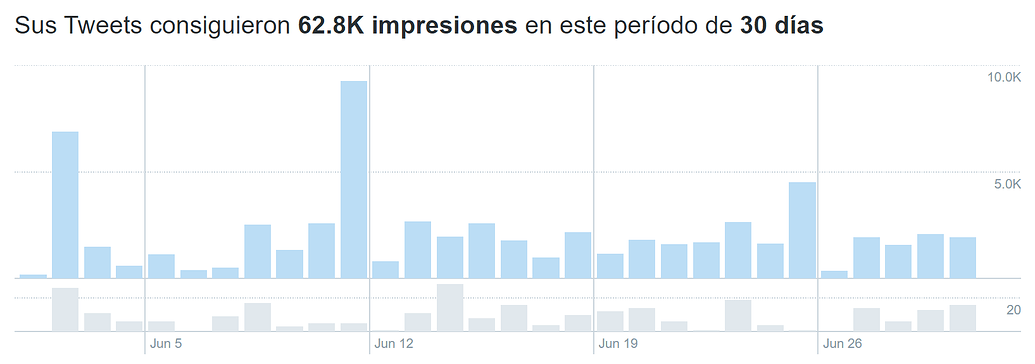 Sus Tweets consiguieron 62.8K impresiones en este período de 30 días
10.0K
5.0K
20
Jun 5 Jun 12 Jun 19 Jun 26